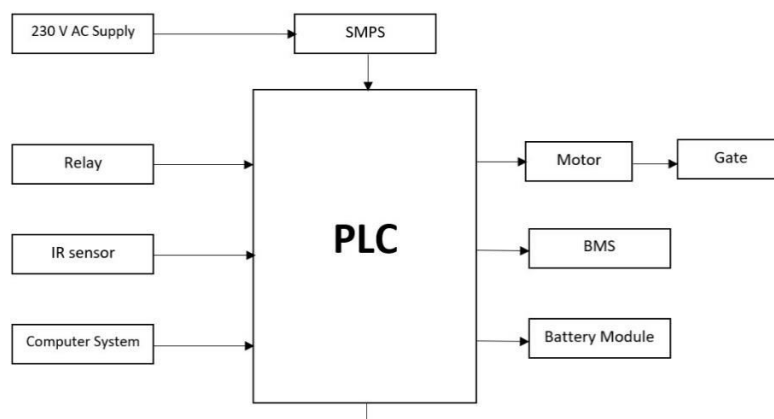 230 V AC Supply
SMPS
Relay
Motor
Gate
PLC
IR sensor
BMS
Computer System
Battery Module